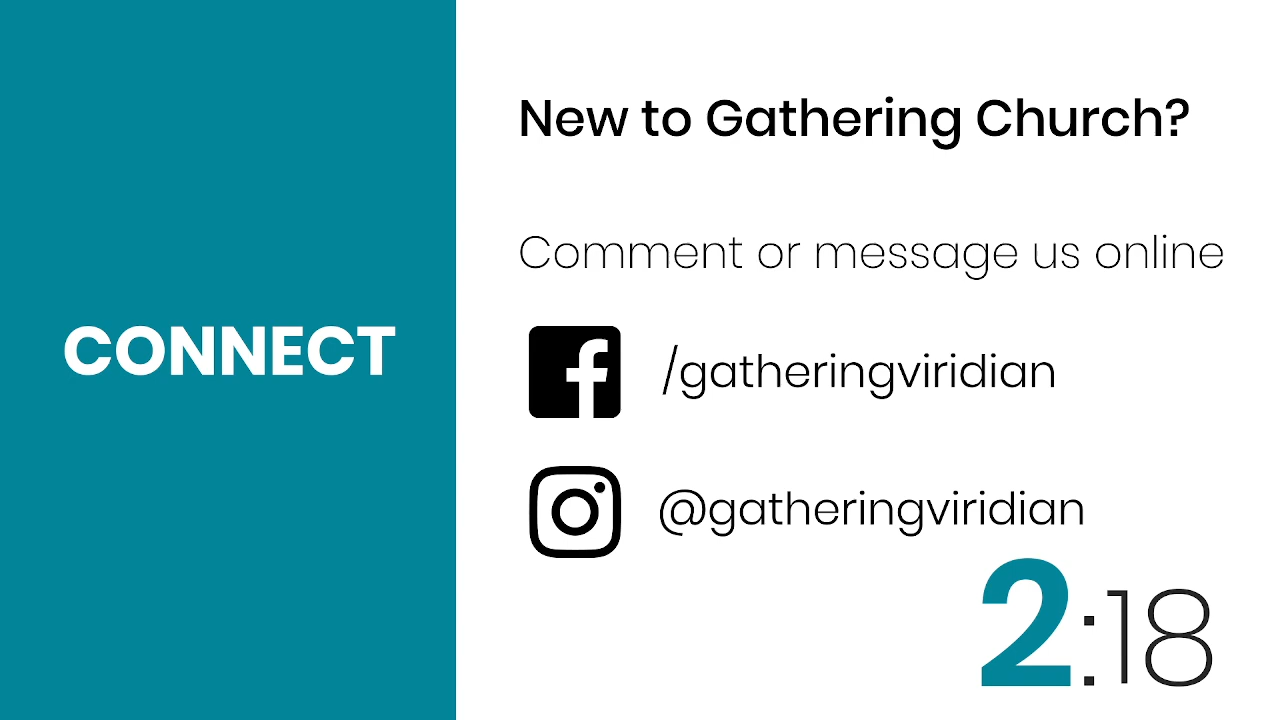 CONNECT
New to Gathering Church?
Comment or message us online
/gatheringviridian
@gatheringviridian
2:18